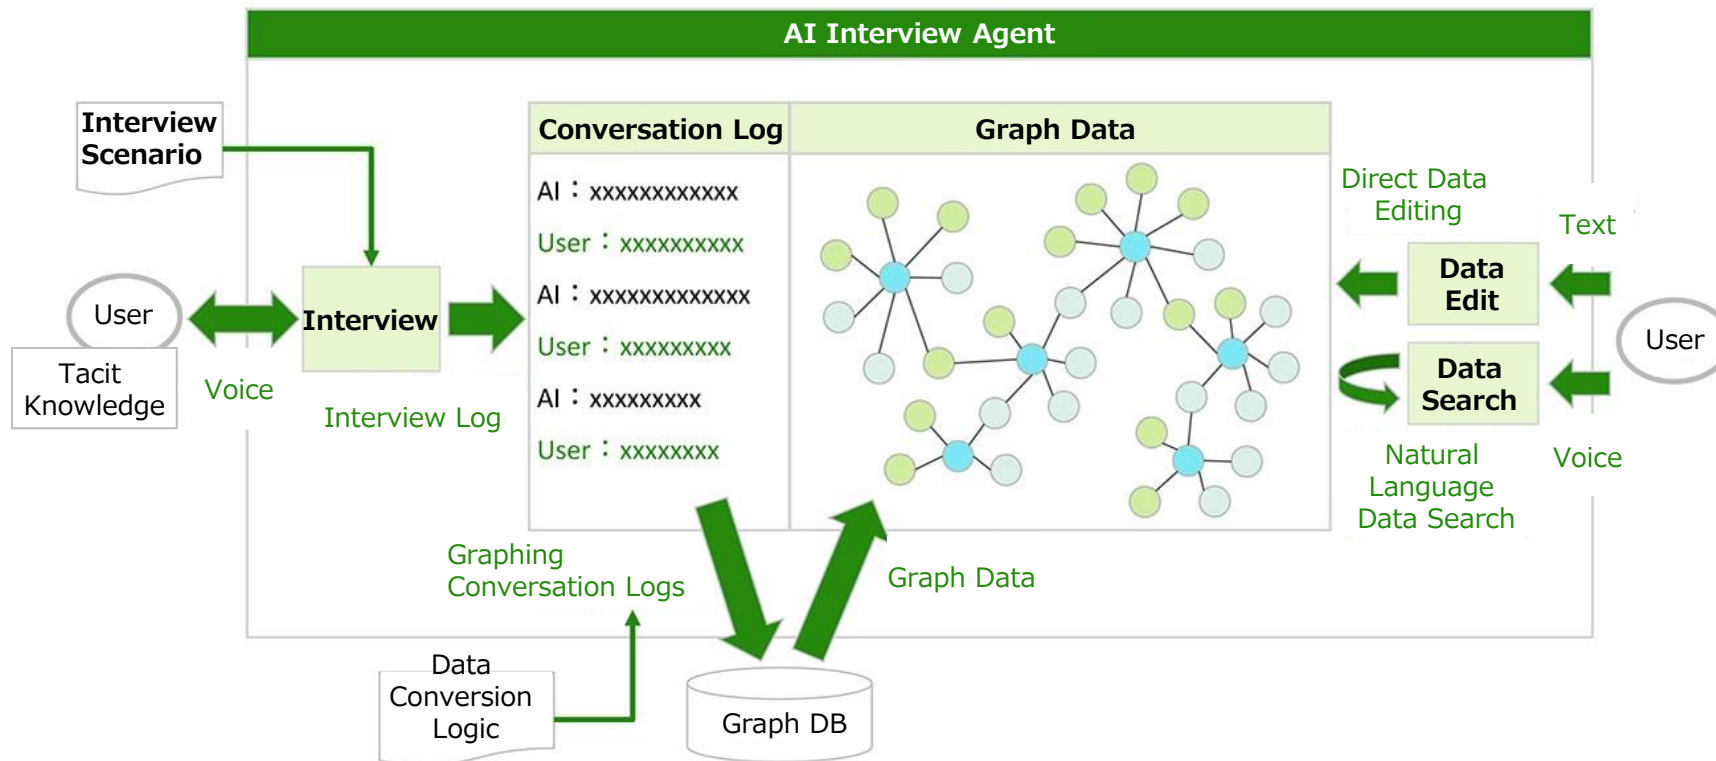 AI Interview Agent
Interview
Scenario
Conversation Log
Graph Data
AI：xxxxxxxxxxxx
User：xxxxxxxxxx
AI：xxxxxxxxxxxxx
User：xxxxxxxxx
AI：xxxxxxxxx
User：xxxxxxxx
User
Tacit
Knowledge
Voice
Interview
Interview Log
Direct Data
Editing
Text
Data
Edit
User
Data
Search
Natural
Language
Data Search
Voice
Graphing
Conversation Logs
Graph Data
Data
Conversion
Logic
Graph DB